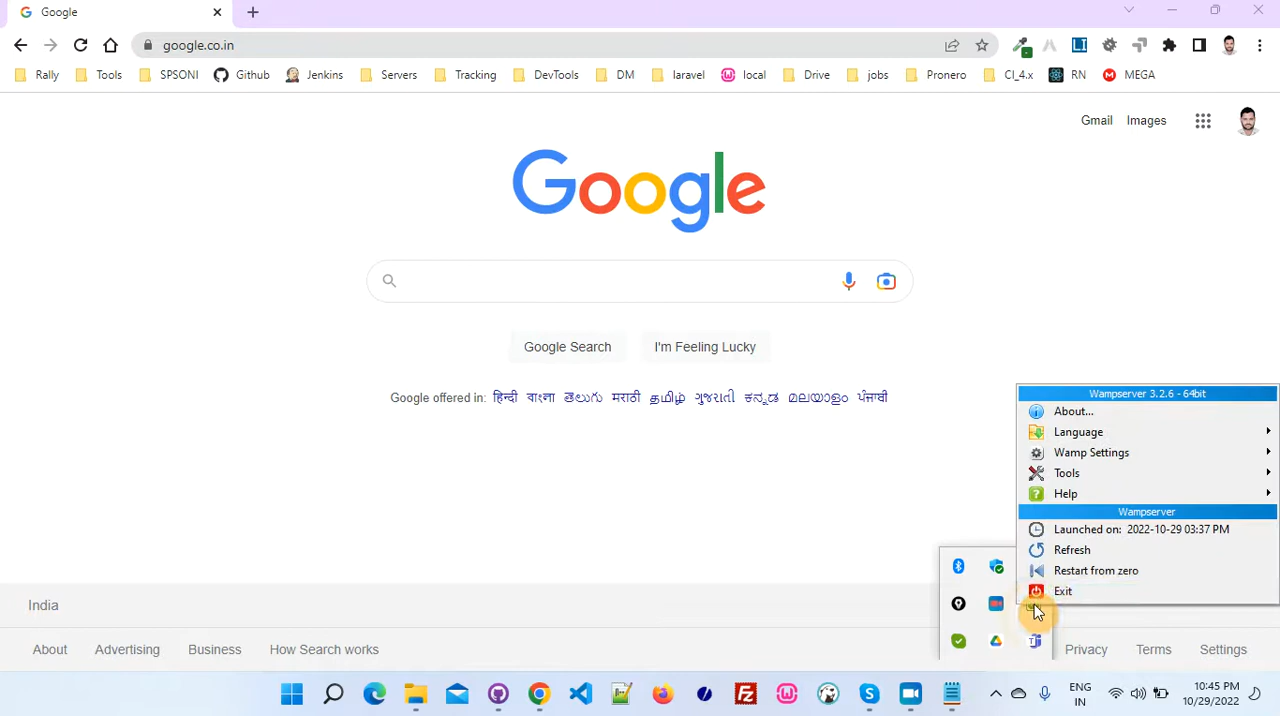 Google
google.co.in
Rally Tools SPSONI Github Jenkins Servers Tracking DevTools DM laravel local Drive jobs Pronero CI_4.x RN MEGA
Gmail Images
Google
Google Search I'm Feeling Lucky
Google offered in: हिन्दी বাংলা తెలుగు मराठी தமிழ் ગુજરાતી ಕನ್ನಡ മലയാളം ਪੰਜਾਬੀ
Wampserver 3.2.6 - 64bit
About...
Language
Wamp Settings
Tools
Help
Wampserver
Launched on: 2022-10-29 03:37 PM
Refresh
Restart from zero
Exit
India
About Advertising Business How Search works Privacy Terms Settings
ENG
IN
10:45 PM
10/29/2022